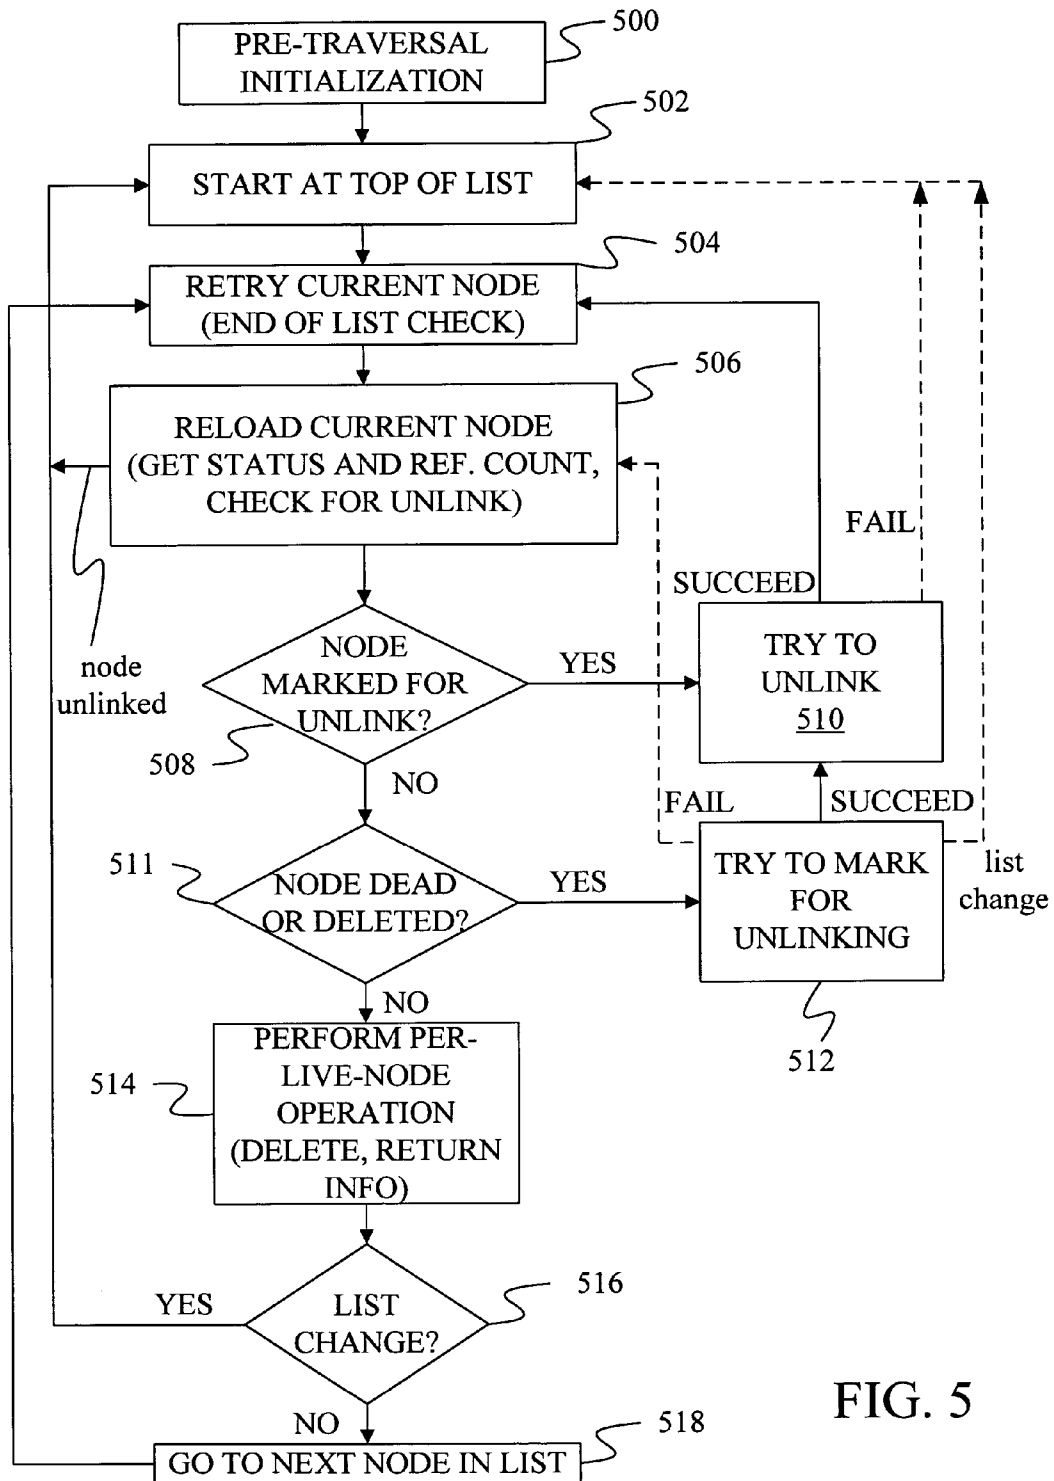 PRE-TRAVERSAL
INITIALIZATION
500
502
START AT TOP OF LIST
504
RETRY CURRENT NODE
(END OF LIST CHECK)
506
RELOAD CURRENT NODE
(GET STATUS AND REF. COUNT,
CHECK FOR UNLINK)
FAIL
SUCCEED
node
unlinked
NODE
MARKED FOR
UNLINK?
YES
TRY TO
UNLINK
510
508
NO
FAIL
SUCCEED
511
NODE DEAD
OR DELETED?
YES
TRY TO MARK
FOR
UNLINKING
list
change
NO
512
514
PERFORM PER-
LIVE-NODE
OPERATION
(DELETE, RETURN
INFO)
516
YES
LIST
CHANGE?
NO
518
GO TO NEXT NODE IN LIST
FIG. 5